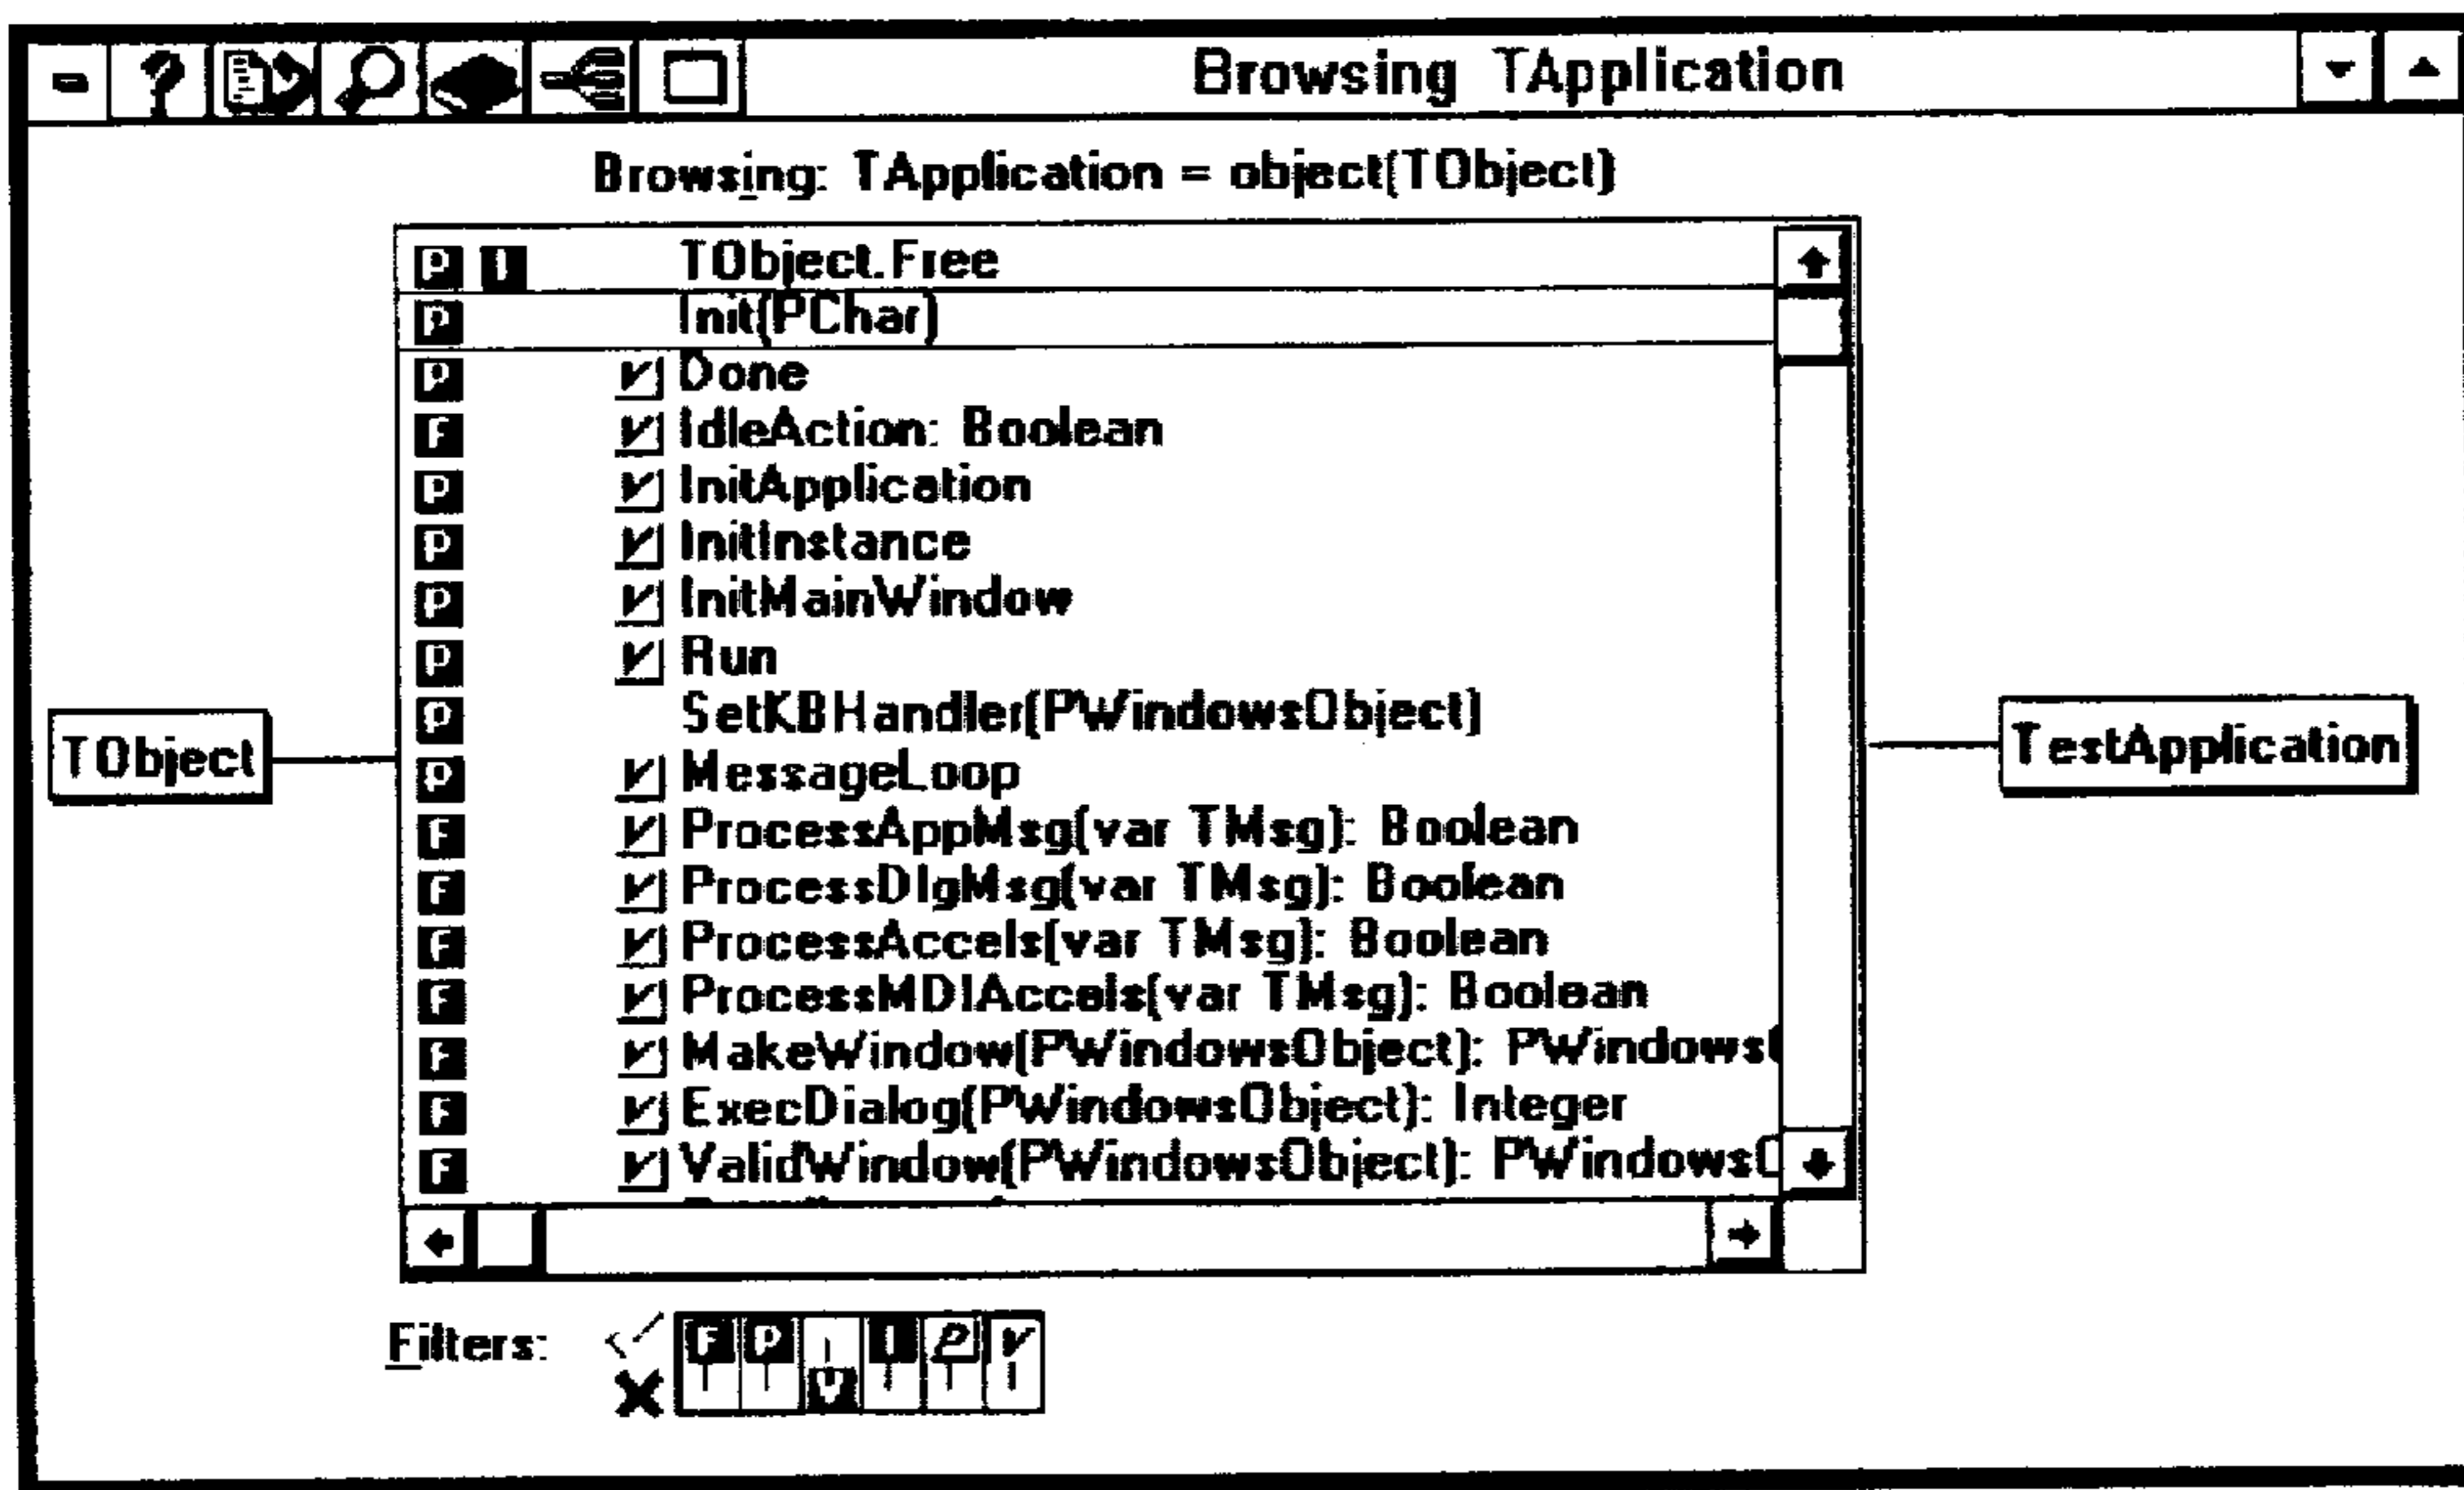 Browsing TApplication
Browsing: TApplication = object(TObject)
P I TObject.Free
P Init(PChar)
P Done
F IdleAction: Boolean
P InitApplication
P InitInstance
P InitMainWindow
P Run
P SetKBHandler(PWindowsObject)
P MessageLoop
F ProcessAppMsg(var TMsg): Boolean
F ProcessDlgMsg(var TMsg): Boolean
F ProcessAccels(var TMsg): Boolean
F ProcessMDIAccels(var TMsg): Boolean
F MakeWindow(PWindowsObject): PWindowsO
F ExecDialog(PWindowsObject): Integer
F ValidWindow(PWindowsObject): PWindowsO
TObject
TestApplication
Filters:
F P I P V
V